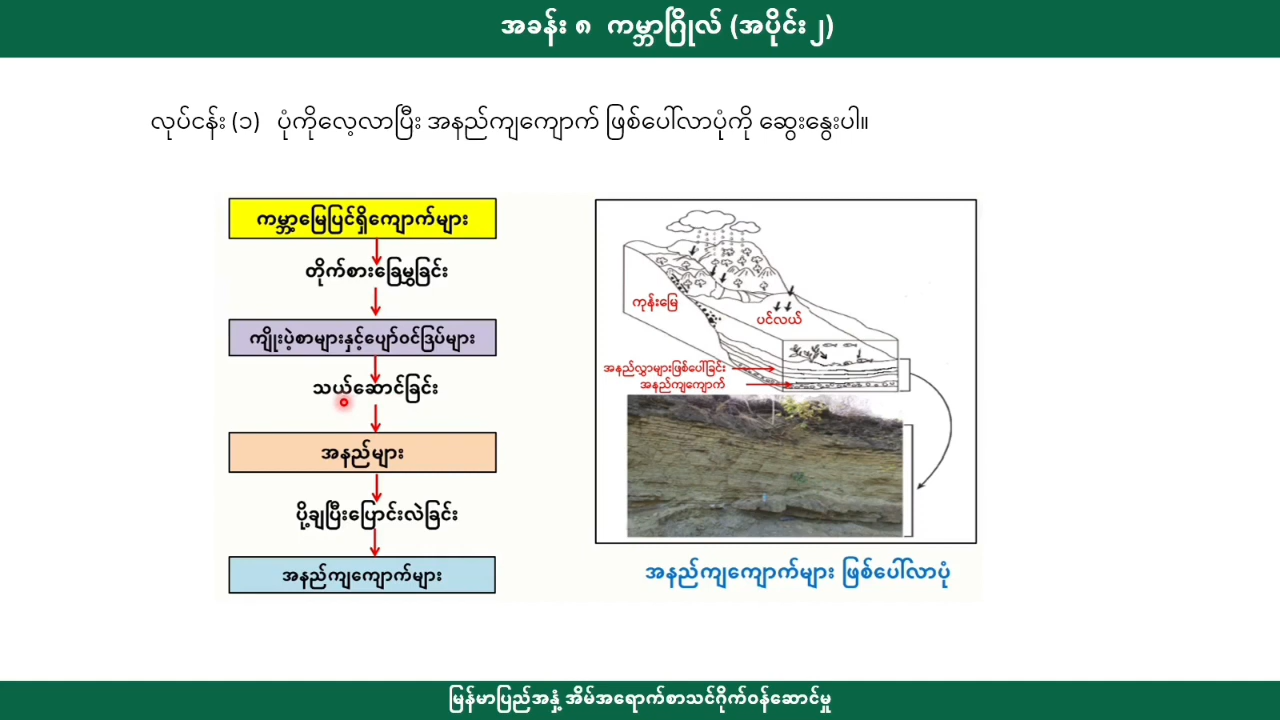 အခန်း ၈ ကမ္ဘာဂြိုလ် (အပိုင်း ၂)
လုပ်ငန်း (၁) ပုံကိုလေ့လာပြီး အနည်ကျကျောက် ဖြစ်ပေါ်လာပုံကို ဆွေးနွေးပါ။
ကမ္ဘာ့မြေပြင်ရှိကျောက်များ
တိုက်စားခြေမွှခြင်း
ကျိုးပဲ့စာများနှင့်ပျော်ဝင်ဒြပ်များ
သယ်ဆောင်ခြင်း
အနည်များ
ပို့ချပြီးပြောင်းလဲခြင်း
အနည်ကျကျောက်များ
ကုန်းမြေ
ပင်လယ်
အနည်လွှာများဖြစ်ပေါ်ခြင်း
အနည်ကျကျောက်
အနည်ကျကျောက်များ ဖြစ်ပေါ်လာပုံ
မြန်မာပြည်အနှံ့ အိမ်အရောက်စာသင်ဂိုက်ဝန်ဆောင်မှု